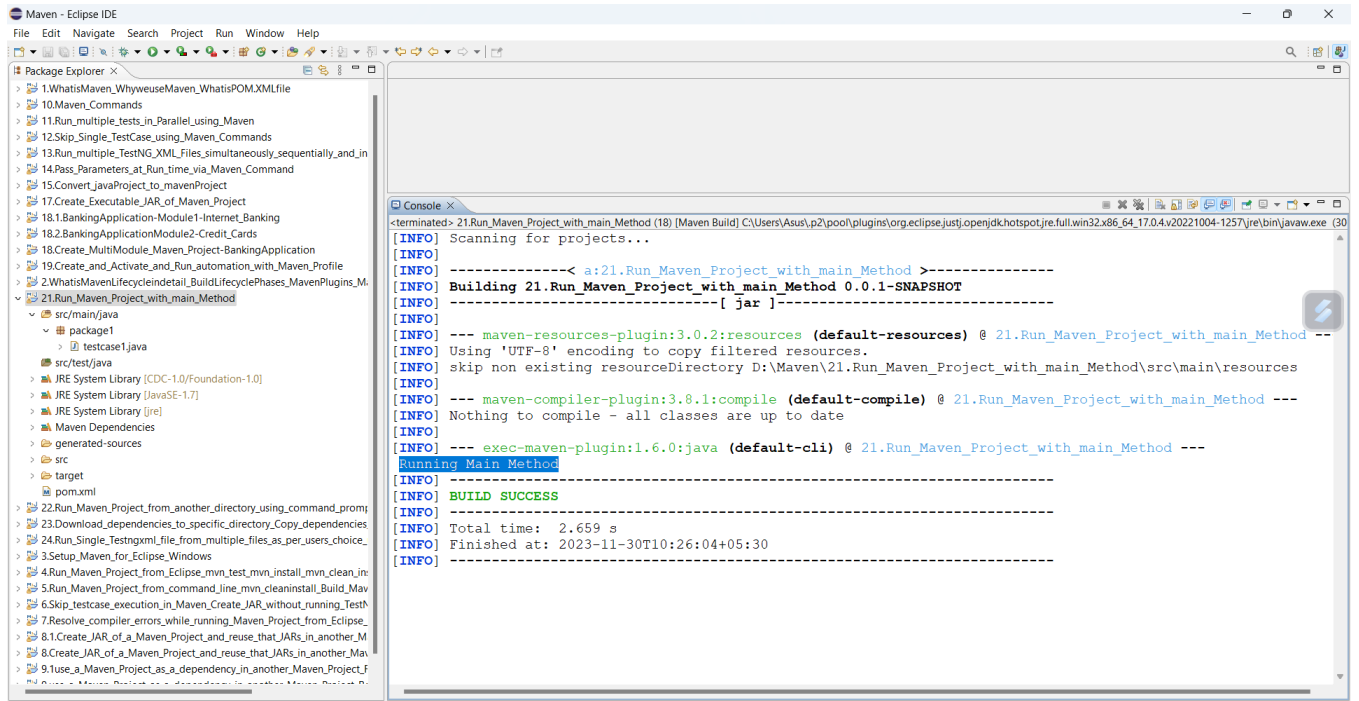 Maven - Eclipse IDE
File Edit Navigate Search Project Run Window Help
Package Explorer
1.WhatisMaven_WhyweuseMaven_WhatisPOM.XMLfile
10.Maven_Commands
11.Run_multiple_tests_in_Parallel_using_Maven
12.Skip_Single_TestCase_using_Maven_Commands
13.Run_multiple_TestNG_XML_Files_simultaneously_sequentially_and_in
14.Pass_Parameters_at_Run_time_via_Maven_Command
15.Convert_javaProject_to_mavenProject
17.Create_Executable_JAR_of_Maven_Project
18.1.BankingApplication-Module1-Internet_Banking
18.2.BankingApplicationModule2-Credit_Cards
18.Create_MultiModule_Maven_Project-BankingApplication
19.Create_and_Activate_and_Run_automation_with_Maven_Profile
2.WhatisMavenLifecycleindetail_BuildLifecyclePhases_MavenPlugins_M
21.Run_Maven_Project_with_main_Method
src/main/java
package1
testcase1.java
src/test/java
JRE System Library [CDC-1.0/Foundation-1.0]
JRE System Library [JavaSE-1.7]
JRE System Library [jre]
Maven Dependencies
generated-sources
src
target
pom.xml
22.Run_Maven_Project_from_another_directory_using_command_promp
23.Download_dependencies_to_specific_directory_Copy_dependencies_
24.Run_Single_Testngxml_file_from_multiple_files_as_per_users_choice_
3.Setup_Maven_for_Eclipse_Windows
4.Run_Maven_Project_from_Eclipse_mvn_test_mvn_install_mvn_clean_in
5.Run_Maven_Project_from_command_line_mvn_cleaninstall_Build_Mav
6.Skip_testcase_execution_in_Maven_Create_JAR_without_running_TestN
7.Resolve_compiler_errors_while_running_Maven_Project_from_Eclipse_
8.1.Create_JAR_of_a_Maven_Project_and_reuse_that_JARs_in_another_M
8.Create_JAR_of_a_Maven_Project_and_reuse_that_JARs_in_another_Mav
9.1use_a_Maven_Project_as_a_dependency_in_another_Maven_Project_F
Console
<terminated> 21.Run_Maven_Project_with_main_Method (18) [Maven Build] C:\Users\Asus\.p2\pool\plugins\org.eclipse.justj.openjdk.hotspot.jre.full.win32.x86_64_17.0.4.v20221004-1257\jre\bin\javaw.exe (30
[INFO] Scanning for projects...
[INFO]
[INFO] --------------< a:21.Run_Maven_Project_with_main_Method >---------------
[INFO] Building 21.Run_Maven_Project_with_main_Method 0.0.1-SNAPSHOT
[INFO] --------------------------------[ jar ]---------------------------------
[INFO]
[INFO] --- maven-resources-plugin:3.0.2:resources (default-resources) @ 21.Run_Maven_Project_with_main_Method --
[INFO] Using 'UTF-8' encoding to copy filtered resources.
[INFO] skip non existing resourceDirectory D:\Maven\21.Run_Maven_Project_with_main_Method\src\main\resources
[INFO]
[INFO] --- maven-compiler-plugin:3.8.1:compile (default-compile) @ 21.Run_Maven_Project_with_main_Method ---
[INFO] Nothing to compile - all classes are up to date
[INFO]
[INFO] --- exec-maven-plugin:1.6.0:java (default-cli) @ 21.Run_Maven_Project_with_main_Method ---
Running Main Method
[INFO] ------------------------------------------------------------------------
[INFO] BUILD SUCCESS
[INFO] ------------------------------------------------------------------------
[INFO] Total time:  2.659 s
[INFO] Finished at: 2023-11-30T10:26:04+05:30
[INFO] ------------------------------------------------------------------------